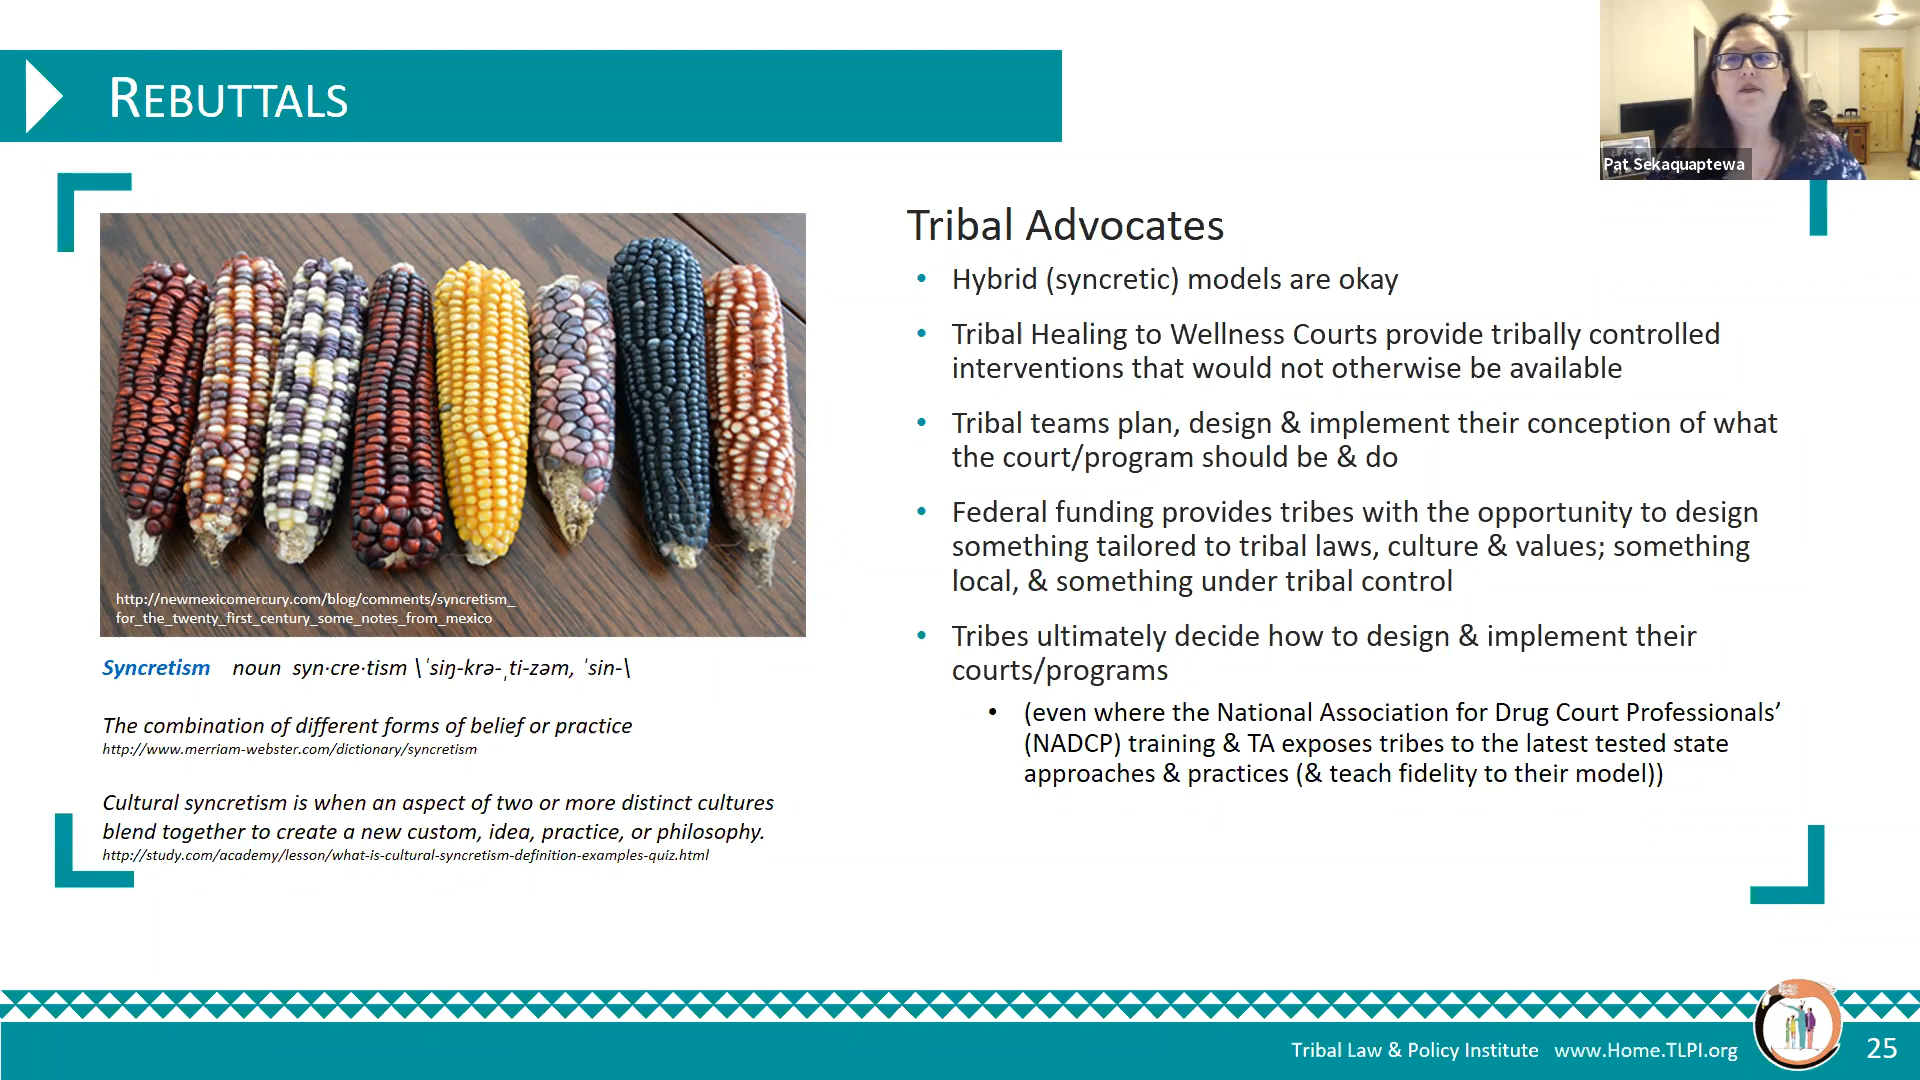 REBUTTALS
Pat Sekaquaptewa
http://newmexicomercury.com/blog/comments/syncretism_
for_the_twenty_first_century_some_notes_from_mexico
Syncretism noun syn·cre·tism \ˈsiŋ-krə-ˌti-zəm, ˈsin-\
The combination of different forms of belief or practice
http://www.merriam-webster.com/dictionary/syncretism
Cultural syncretism is when an aspect of two or more distinct cultures
blend together to create a new custom, idea, practice, or philosophy.
http://study.com/academy/lesson/what-is-cultural-syncretism-definition-examples-quiz.html
Tribal Advocates
• Hybrid (syncretic) models are okay
• Tribal Healing to Wellness Courts provide tribally controlled
interventions that would not otherwise be available
• Tribal teams plan, design & implement their conception of what
the court/program should be & do
• Federal funding provides tribes with the opportunity to design
something tailored to tribal laws, culture & values; something
local, & something under tribal control
• Tribes ultimately decide how to design & implement their
courts/programs
• (even where the National Association for Drug Court Professionals’
(NADCP) training & TA exposes tribes to the latest tested state
approaches & practices (& teach fidelity to their model))
Tribal Law & Policy Institute www.Home.TLPI.org
25